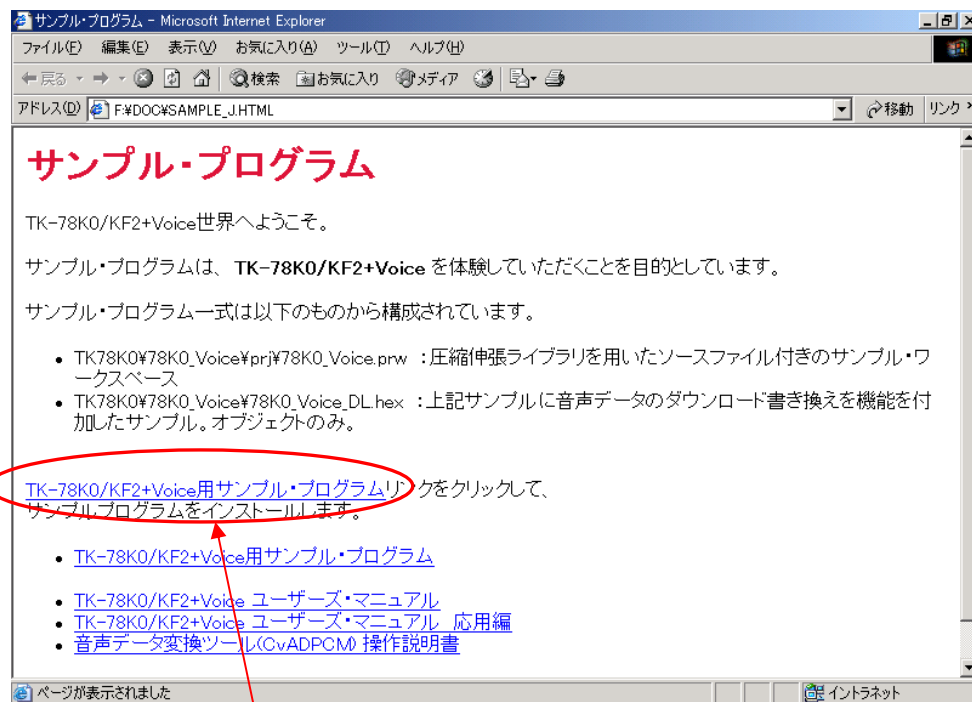 サンプル・プログラム - Microsoft Internet Explorer
ファイル(F) 編集(E) 表示(V) お気に入り(A) ツール(T) ヘルプ(H)
戻る 検索 お気に入り メディア
アドレス(D) F:¥DOC¥SAMPLE_J.HTML 移動 リンク »
サンプル・プログラム
TK-78K0/KF2+Voice世界へようこそ。
サンプル・プログラムは、 TK-78K0/KF2+Voice を体験していただくことを目的としています。
サンプル・プログラム一式は以下のものから構成されています。
• TK78K0¥78K0_Voice¥prj¥78K0_Voice.prw ：圧縮伸張ライブラリを用いたソースファイル付きのサンプル・ワ
ークスペース
• TK78K0¥78K0_Voice¥78K0_Voice_DL.hex ：上記サンプルに音声データのダウンロード書き換えを機能を付
加したサンプル。オブジェクトのみ。
TK-78K0/KF2+Voice用サンプル・プログラムリンクをクリックして、
サンプルプログラムをインストールします。
• TK-78K0/KF2+Voice用サンプル・プログラム
• TK-78K0/KF2+Voice ユーザーズ・マニュアル
• TK-78K0/KF2+Voice ユーザーズ・マニュアル 応用編
• 音声データ変換ツール(CvADPCM) 操作説明書
ページが表示されました イントラネット